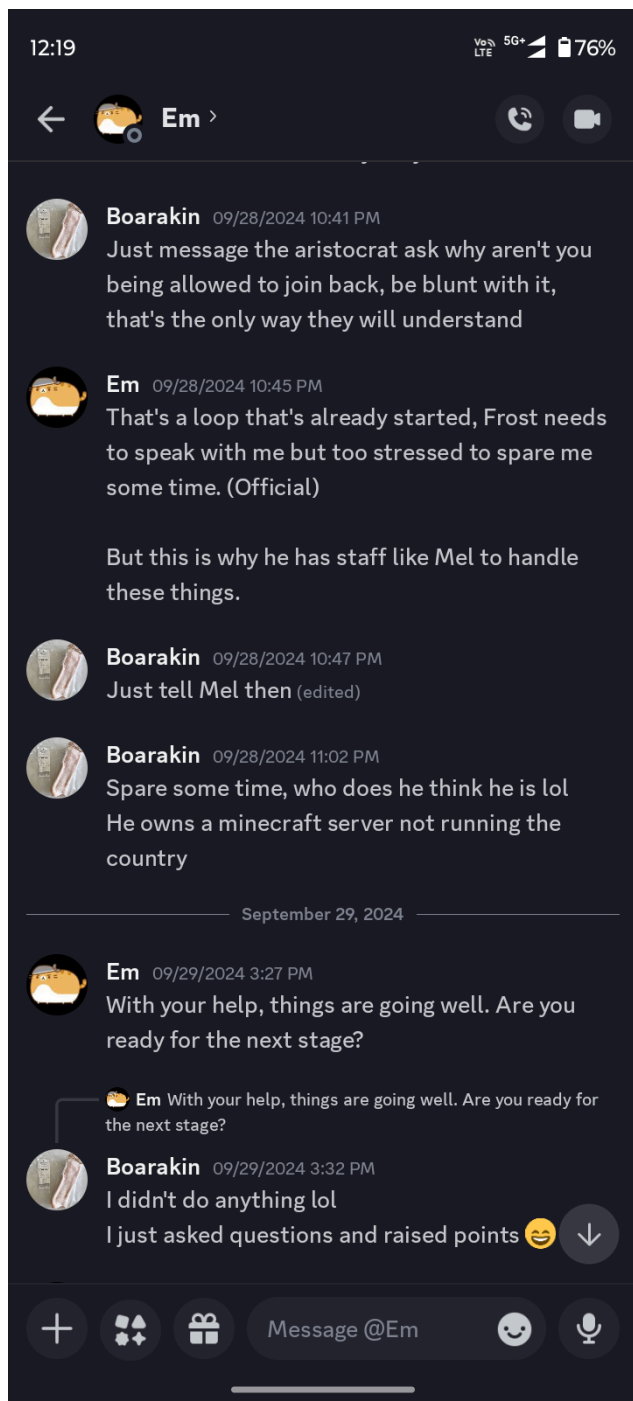 12:19
Vo LTE 5G+ 76%
Em
Boarakin 09/28/2024 10:41 PM
Just message the aristocrat ask why aren't you
being allowed to join back, be blunt with it,
that's the only way they will understand
Em 09/28/2024 10:45 PM
That's a loop that's already started, Frost needs
to speak with me but too stressed to spare me
some time. (Official)
But this is why he has staff like Mel to handle
these things.
Boarakin 09/28/2024 10:47 PM
Just tell Mel then (edited)
Boarakin 09/28/2024 11:02 PM
Spare some time, who does he think he is lol
He owns a minecraft server not running the
country
September 29, 2024
Em 09/29/2024 3:27 PM
With your help, things are going well. Are you
ready for the next stage?
Em With your help, things are going well. Are you ready for
the next stage?
Boarakin 09/29/2024 3:32 PM
I didn't do anything lol
I just asked questions and raised points 😄
Message @Em